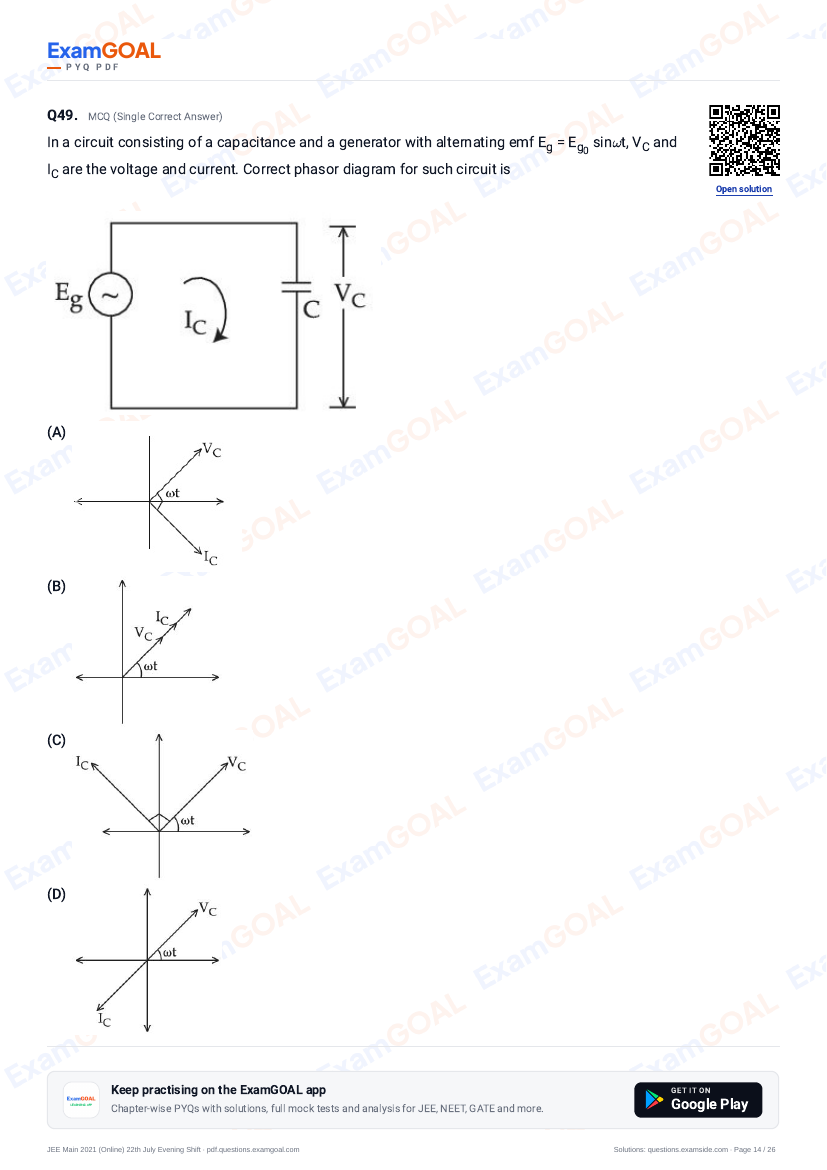 ExamGOAL
PYQ PDF
Q49. MCQ (Single Correct Answer)
In a circuit consisting of a capacitance and a generator with alternating emf Eg = Eg0 sinωt, VC and
IC are the voltage and current. Correct phasor diagram for such circuit is
Open solution
Eg
~
IC
C
VC
(A)
VC
ωt
IC
(B)
IC
VC
ωt
(C)
IC
VC
ωt
(D)
VC
ωt
IC
ExamGOAL
Keep practising on the ExamGOAL app
Chapter-wise PYQs with solutions, full mock tests and analysis for JEE, NEET, GATE and more.
GET IT ON
Google Play
JEE Main 2021 (Online) 22th July Evening Shift · pdf.questions.examgoal.com
Solutions: questions.examside.com · Page 14 / 26